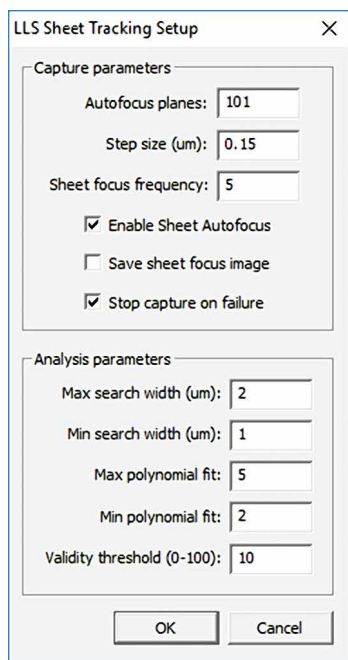 LLS Sheet Tracking Setup
Capture parameters
Autofocus planes: 101
Step size (um): 0.15
Sheet focus frequency: 5
Enable Sheet Autofocus
Save sheet focus image
Stop capture on failure
Analysis parameters
Max search width (um): 2
Min search width (um): 1
Max polynomial fit: 5
Min polynomial fit: 2
Validity threshold (0-100): 10
OK Cancel